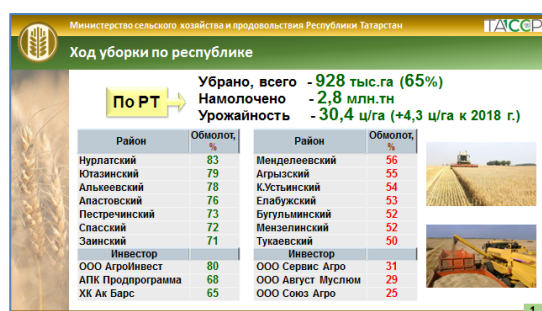 Министерство сельского хозяйства и продовольствия Республики Татарстан
ТАССР
Ход уборки по республике
По РТ
Убрано, всего - 928 тыс.га (65%)
Намолочено - 2,8 млн.тн
Урожайность - 30,4 ц/га (+4,3 ц/га к 2018 г.)
Район Обмолот, % Район Обмолот, %
Нурлатский 83 Менделеевский 56
Ютазинский 79 Агрызский 55
Алькеевский 78 К.Устьинский 54
Апастовский 76 Елабужский 53
Пестречинский 73 Бугульминский 52
Спасский 72 Мензелинский 52
Заинский 71 Тукаевский 50
Инвестор Инвестор
ООО АгроИнвест 80 ООО Сервис Агро 31
АПК Продпрограмма 68 ООО Август Муслюм 29
ХК Ак Барс 65 ООО Союз Агро 25
1